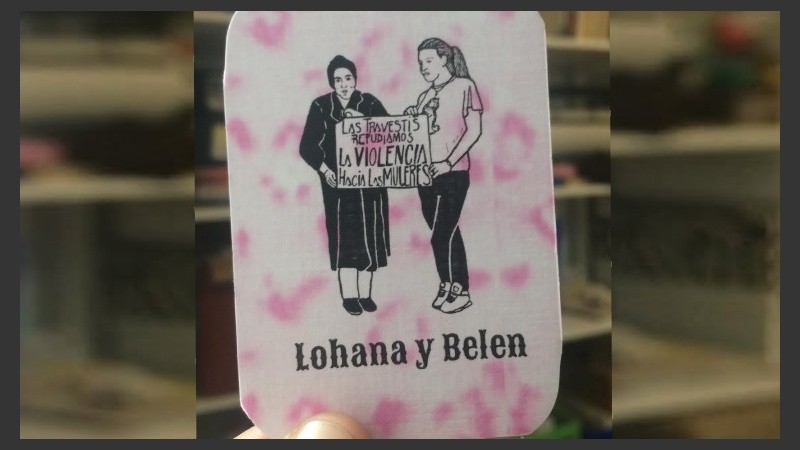 LAS TRAVESTIS
REPUDIAMOS
LA VIOLENCIA
HACIA LAS MUJERES
Lohana y Belen